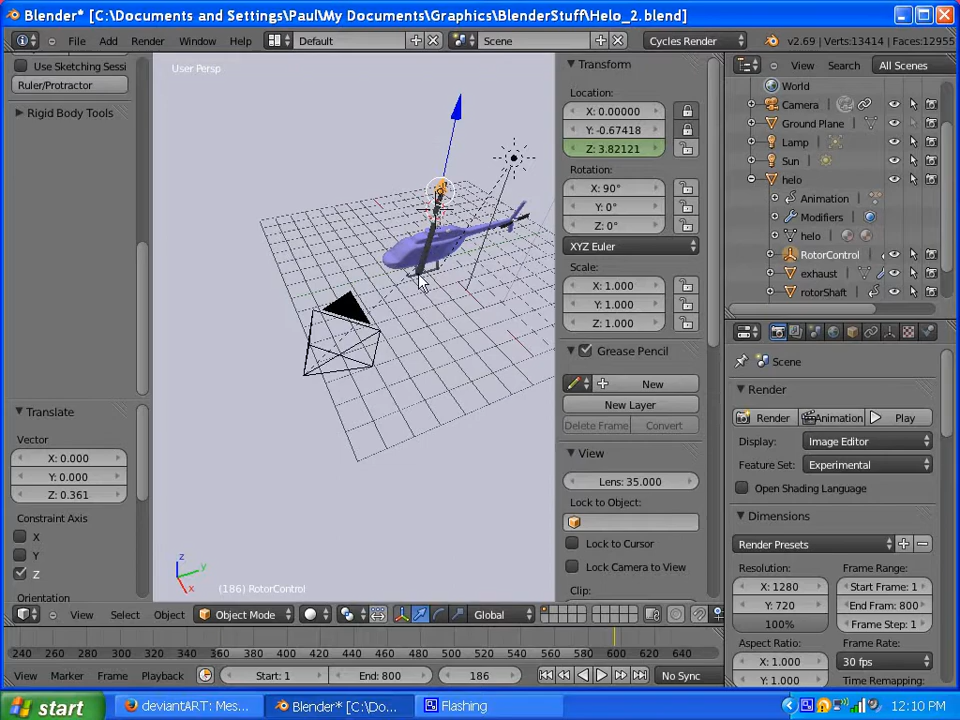 Blender* [C:\Documents and Settings\Paul\My Documents\Graphics\BlenderStuff\Helo_2.blend]
File Add Render Window Help Default Scene Cycles Render v2.69 | Verts:13414 | Faces:12955
Use Sketching Sessi
Ruler/Protractor
Rigid Body Tools
User Persp
Transform
Location:
X: 0.00000
Y: -0.67418
Z: 3.82121
Rotation:
X: 90°
Y: 0°
Z: 0°
XYZ Euler
Scale:
X: 1.000
Y: 1.000
Z: 1.000
Grease Pencil
New
New Layer
Delete Frame Convert
View
Lens: 35.000
Lock to Object:
Lock to Cursor
Lock Camera to View
Clip:
View Search All Scenes
World
Camera
Ground Plane
Lamp
Sun
helo
Animation
Modifiers
helo
RotorControl
exhaust
rotorShaft
Scene
Render
Render Animation Play
Display: Image Editor
Feature Set: Experimental
Open Shading Language
Dimensions
Render Presets
Resolution: Frame Range:
X: 1280 Start Frame: 1
Y: 720 End Fram: 800
100% Frame Step: 1
Aspect Ratio: Frame Rate:
X: 1.000 30 fps
Y: 1.000 Time Remapping:
Translate
Vector
X: 0.000
Y: 0.000
Z: 0.361
Constraint Axis
X
Y
Z
Orientation
z
y
x
(186) RotorControl
View Select Object Object Mode Global
240 260 280 300 320 340 360 380 400 420 440 460 480 500 520 540 560 580 600 620 640
View Marker Frame Playback Start: 1 End: 800 186 No Sync
start deviantART: Mes... Blender* [C:\Do... Flashing 12:10 PM